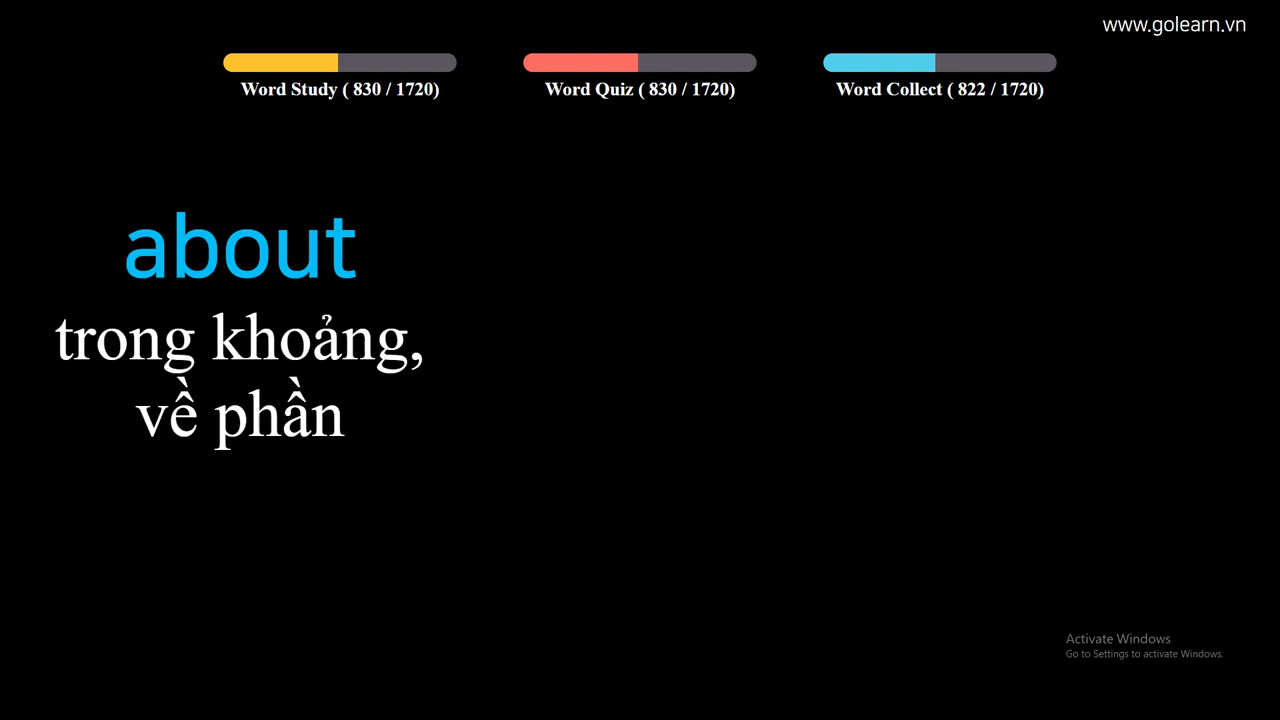 www.golearn.vn
Word Study ( 830 / 1720)
Word Quiz ( 830 / 1720)
Word Collect ( 822 / 1720)
about
trong khoảng,
về phần
Activate Windows
Go to Settings to activate Windows.